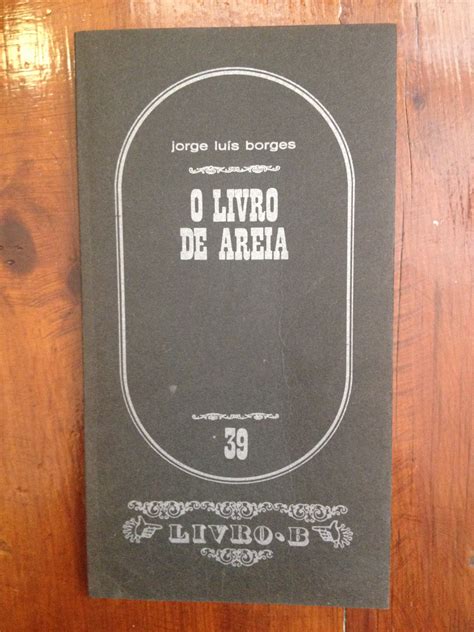 jorge luís borges
O LIVRO
DE AREIA
39
LIVRO-B